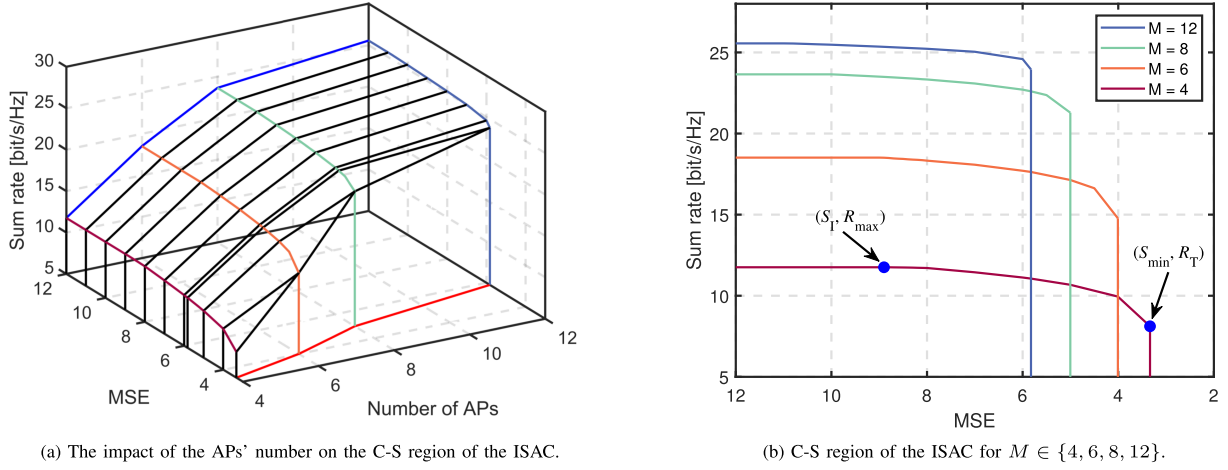 30
25
20
15
10
5
Sum rate [bit/s/Hz]
12
10
8
6
4
MSE
4
6
8
10
12
Number of APs
(a) The impact of the APs' number on the C-S region of the ISAC.
25
20
15
10
5
Sum rate [bit/s/Hz]
M = 12
M = 8
M = 6
M = 4
(S_I, R_max)
(S_min, R_T)
12
10
8
6
4
2
MSE
(b) C-S region of the ISAC for M ∈ {4, 6, 8, 12}.